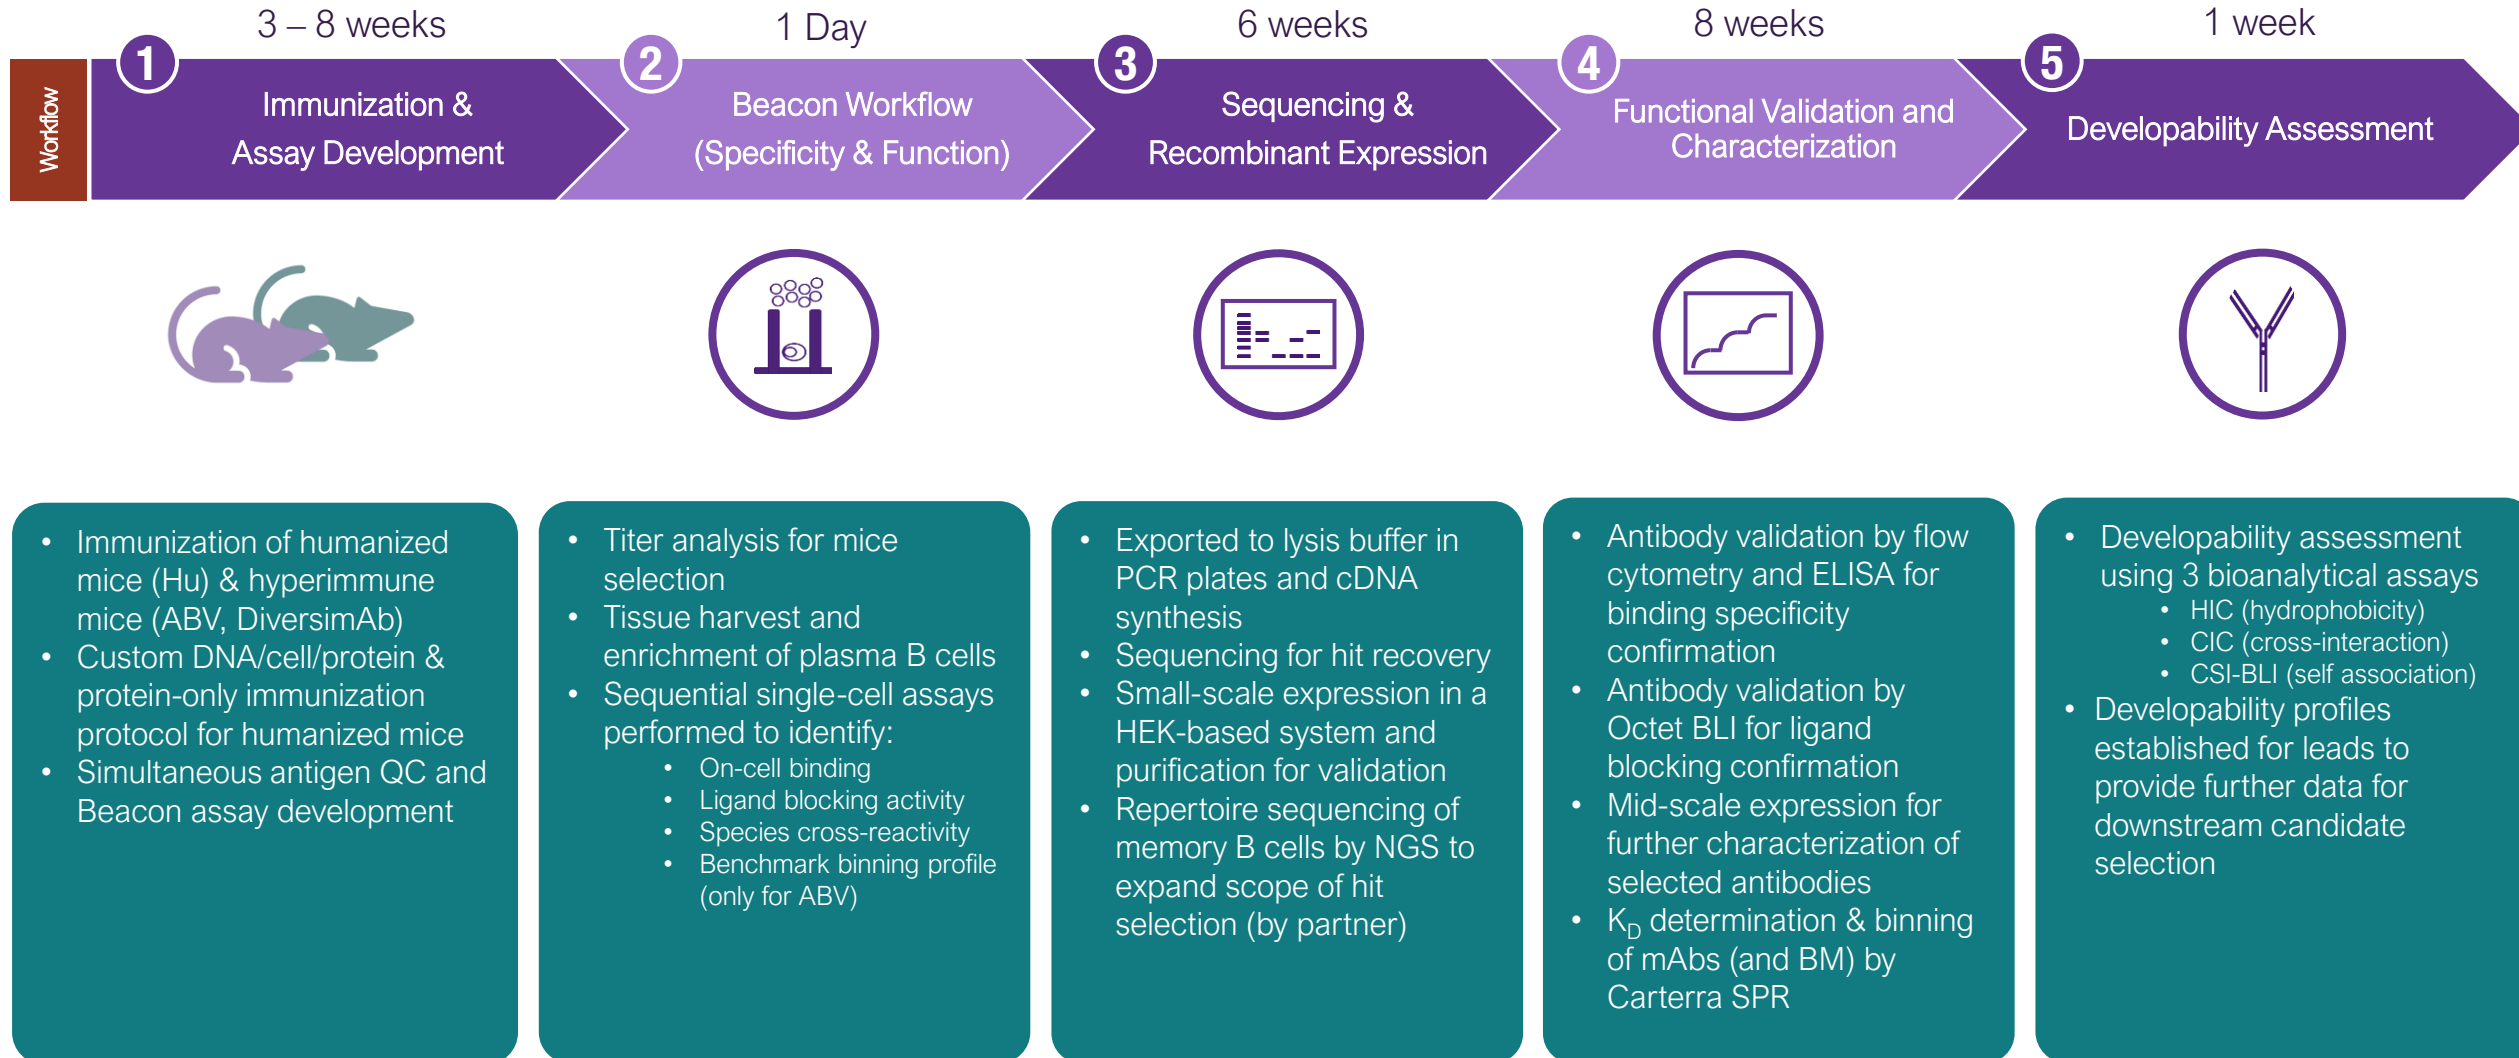 3 – 8 weeks
1 Day
6 weeks
8 weeks
1 week
Workflow
1
Immunization &
Assay Development
2
Beacon Workflow
(Specificity & Function)
3
Sequencing &
Recombinant Expression
4
Functional Validation and
Characterization
5
Developability Assessment
• Immunization of humanized
mice (Hu) & hyperimmune
mice (ABV, DiversimAb)
• Custom DNA/cell/protein &
protein-only immunization
protocol for humanized mice
• Simultaneous antigen QC and
Beacon assay development
• Titer analysis for mice
selection
• Tissue harvest and
enrichment of plasma B cells
• Sequential single-cell assays
performed to identify:
• On-cell binding
• Ligand blocking activity
• Species cross-reactivity
• Benchmark binning profile
(only for ABV)
• Exported to lysis buffer in
PCR plates and cDNA
synthesis
• Sequencing for hit recovery
• Small-scale expression in a
HEK-based system and
purification for validation
• Repertoire sequencing of
memory B cells by NGS to
expand scope of hit
selection (by partner)
• Antibody validation by flow
cytometry and ELISA for
binding specificity
confirmation
• Antibody validation by
Octet BLI for ligand
blocking confirmation
• Mid-scale expression for
further characterization of
selected antibodies
• KD determination & binning
of mAbs (and BM) by
Carterra SPR
• Developability assessment
using 3 bioanalytical assays
• HIC (hydrophobicity)
• CIC (cross-interaction)
• CSI-BLI (self association)
• Developability profiles
established for leads to
provide further data for
downstream candidate
selection